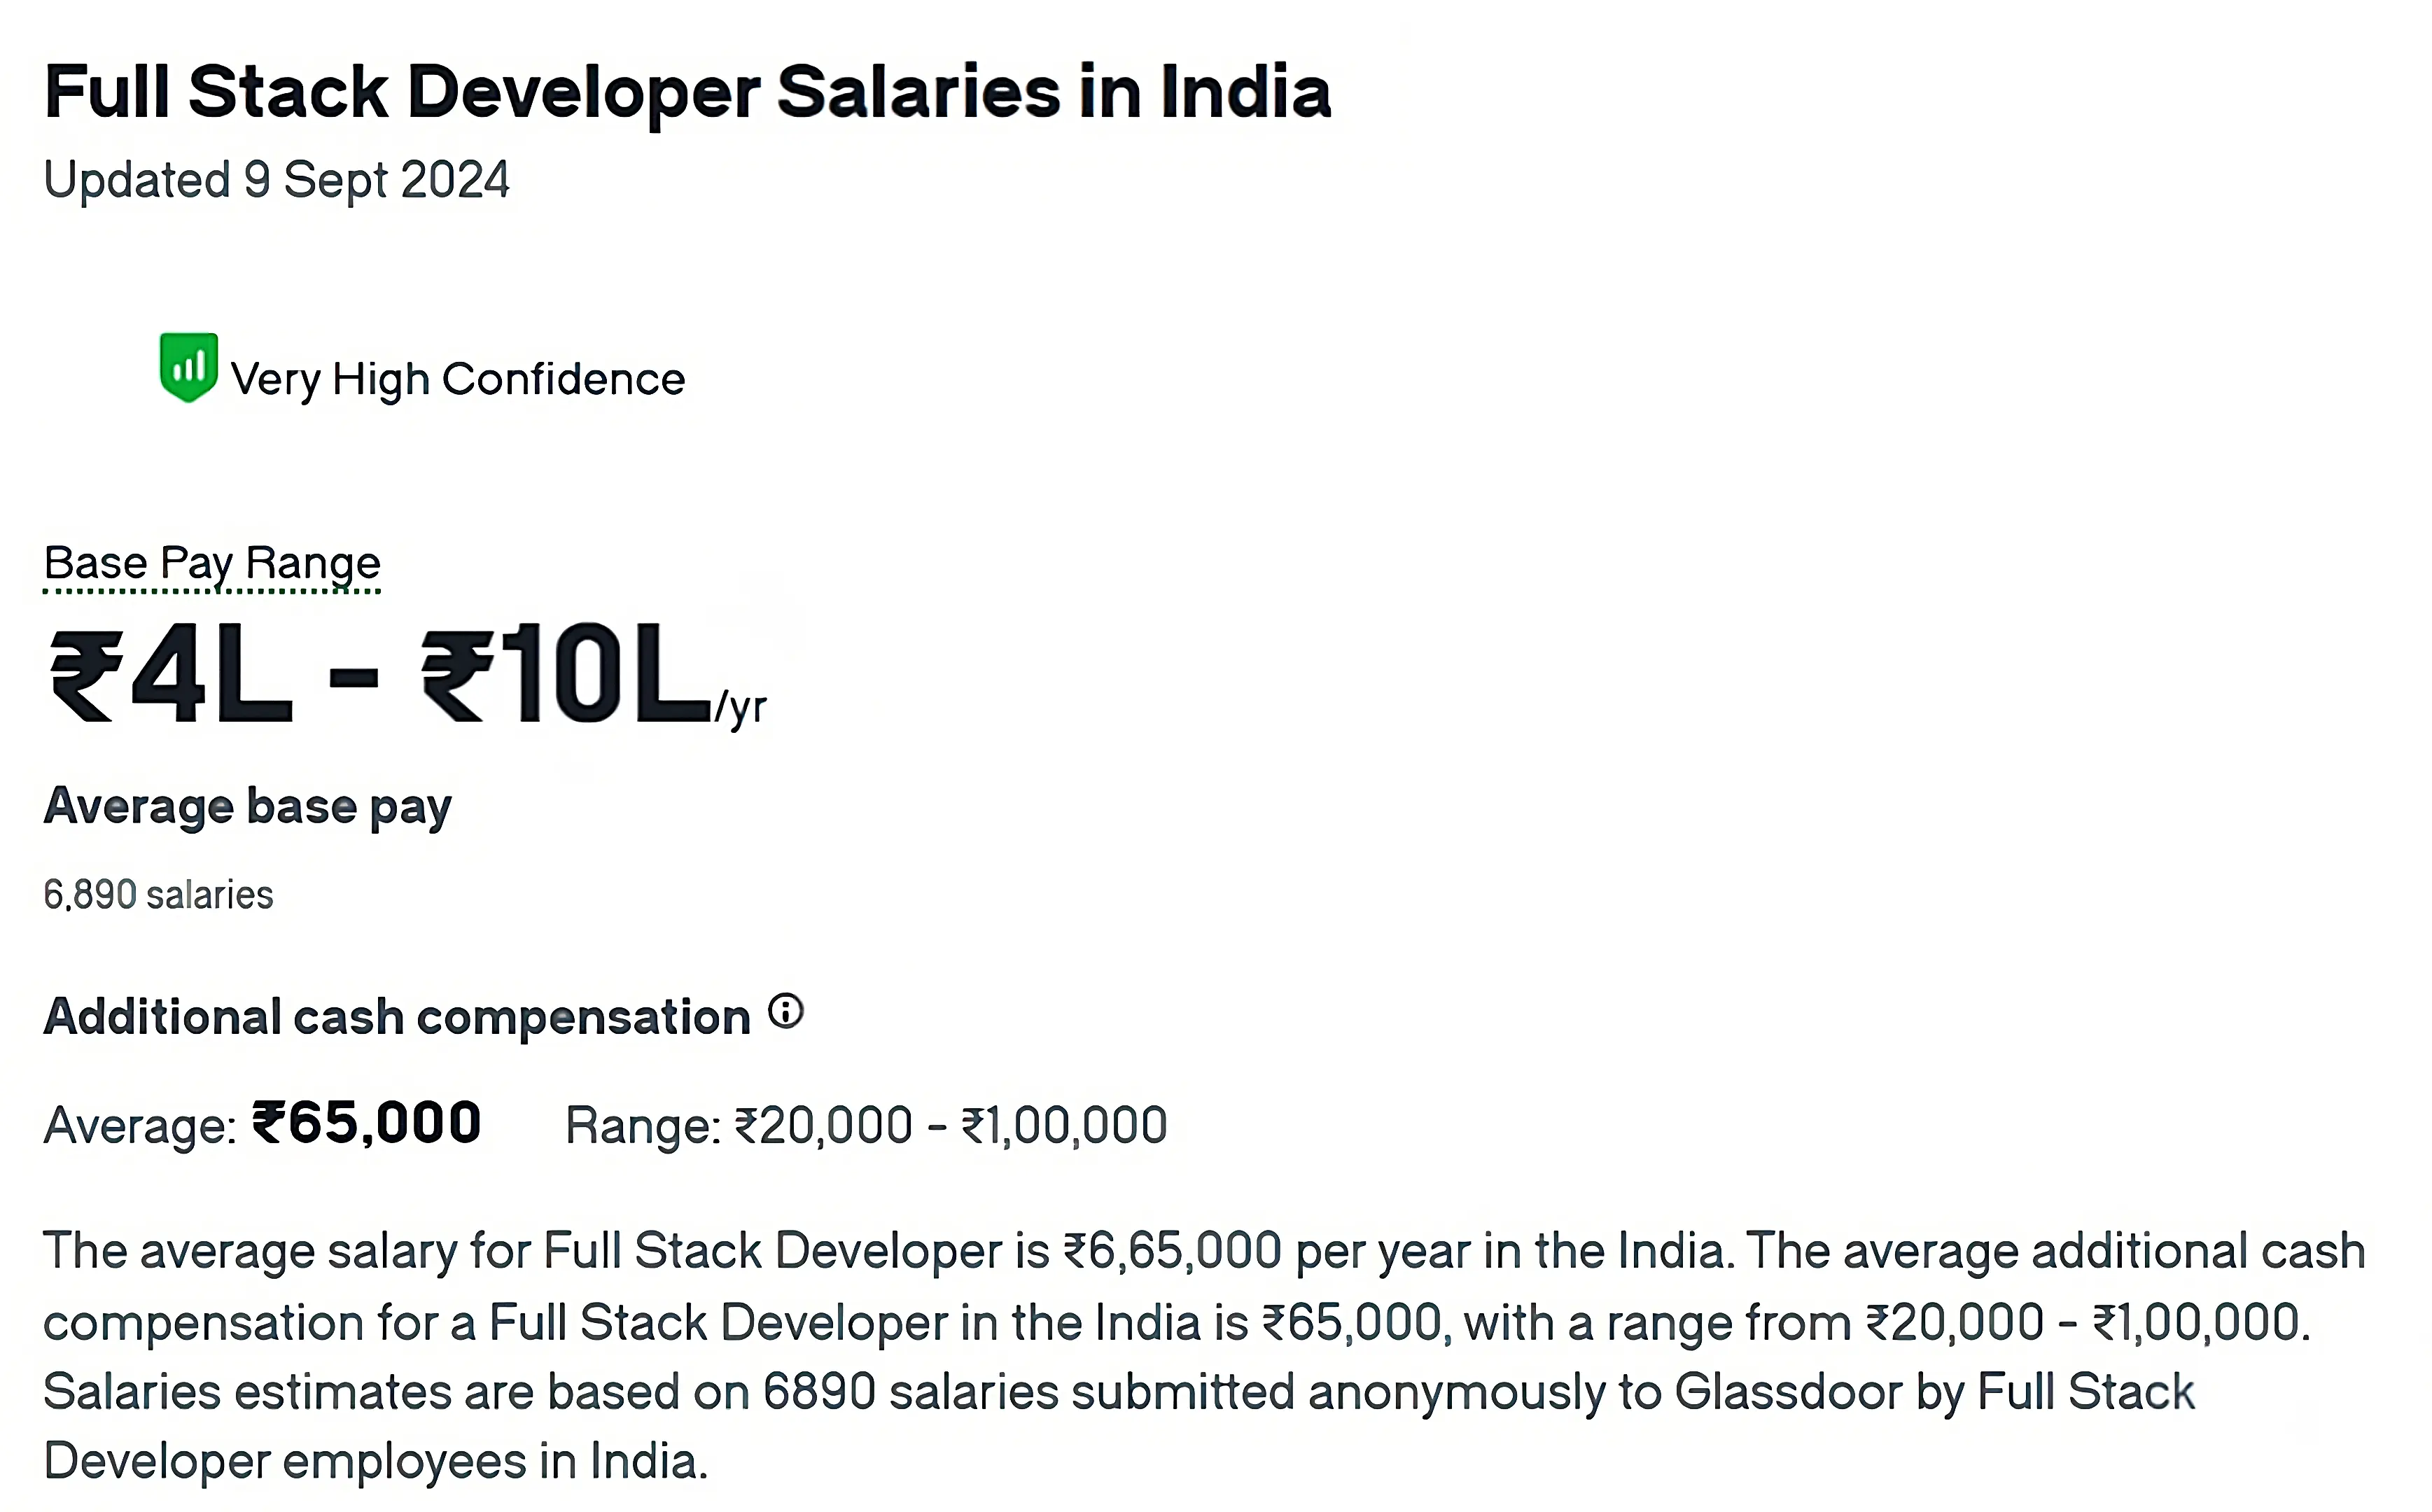 Full Stack Developer Salaries in India
Updated 9 Sept 2024
Very High Confidence
Base Pay Range
₹4L - ₹10L/yr
Average base pay
6,890 salaries
Additional cash compensation
Average: ₹65,000 Range: ₹20,000 - ₹1,00,000
The average salary for Full Stack Developer is ₹6,65,000 per year in the India. The average additional cash
compensation for a Full Stack Developer in the India is ₹65,000, with a range from ₹20,000 - ₹1,00,000.
Salaries estimates are based on 6890 salaries submitted anonymously to Glassdoor by Full Stack
Developer employees in India.